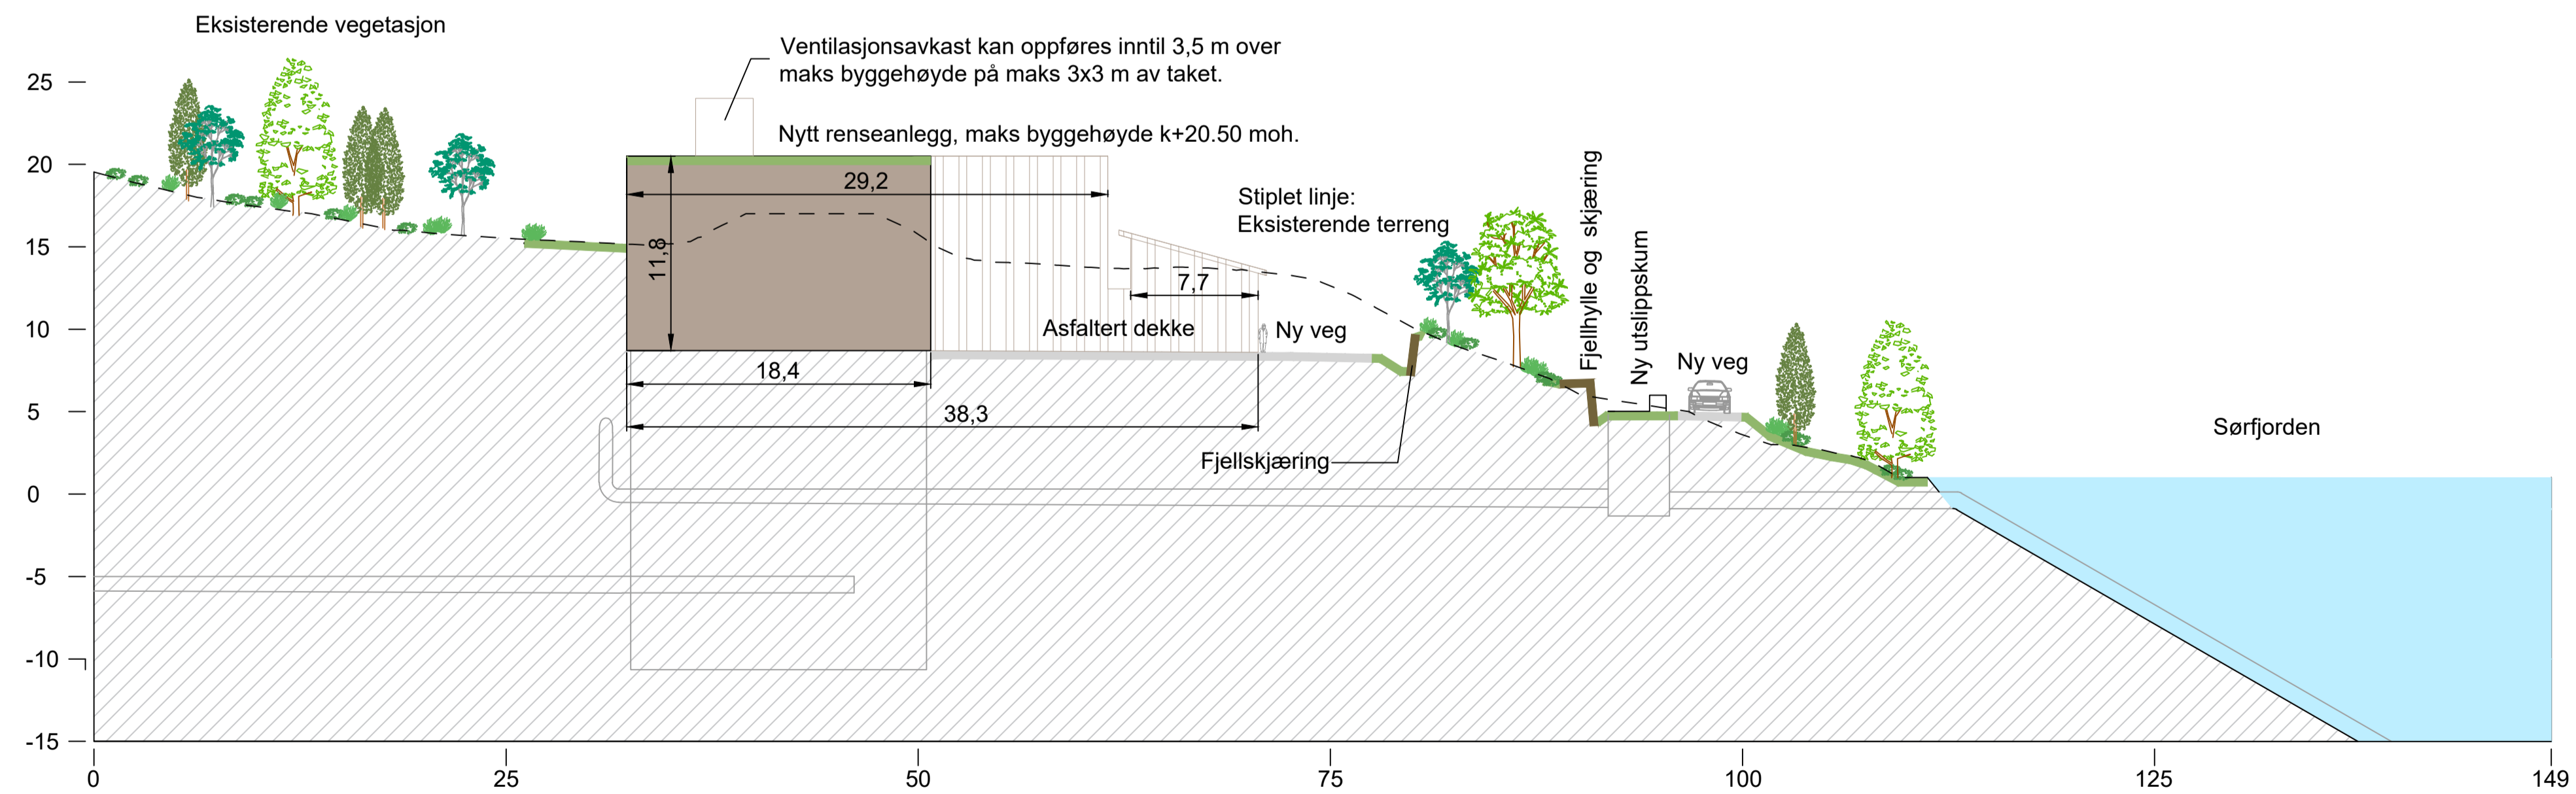 Eksisterende vegetasjon
Ventilasjonsavkast kan oppføres inntil 3,5 m over
maks byggehøyde på maks 3x3 m av taket.
Nytt renseanlegg, maks byggehøyde k+20.50 moh.
25
20
15
10
5
0
-5
-10
-15
29,2
11,8
Stiplet linje:
Eksisterende terreng
7,7
Asfaltert dekke
Ny veg
Fjellhylle og skjæring
Ny utslippskum
Ny veg
18,4
38,3
Fjellskjæring
Sørfjorden
0
25
50
75
100
125
149